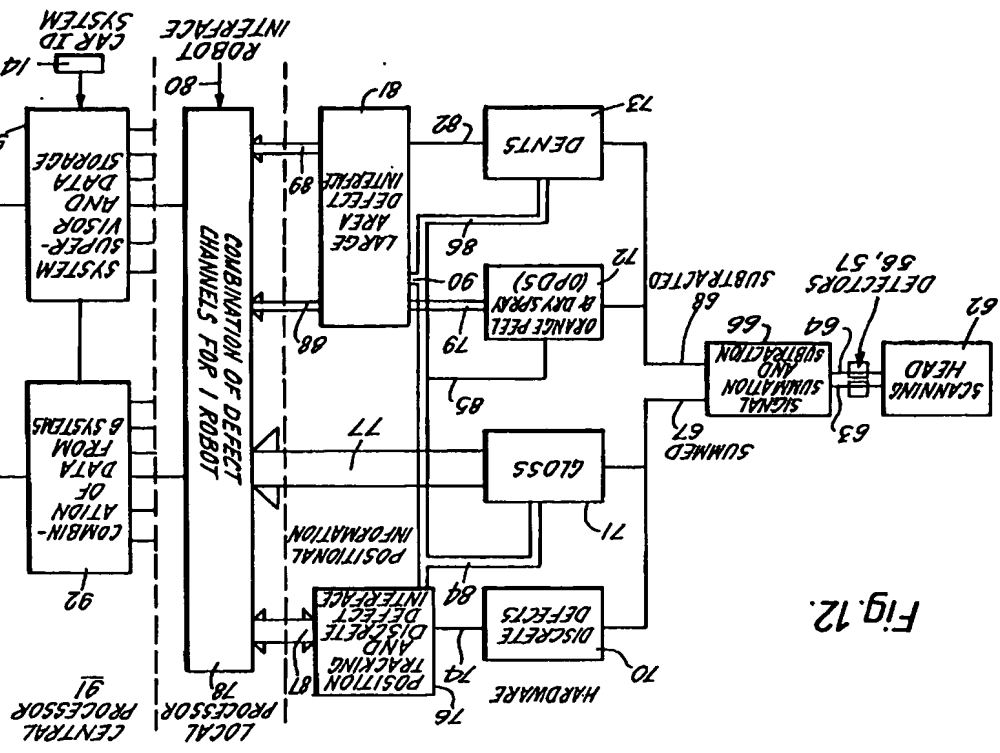 SCANNING
HEAD
62
63
64
DETECTORS
56, 57
SIGNAL
SUMMATION
AND
SUBTRACTION
66
SUMMED
67
SUBTRACTED
68
HARDWARE
DISCRETE
DEFECTS
70
GLOSS
71
ORANGE PEEL
& DRY SPRAY
(OPDS)
72
DENTS
73
74
77
79
82
84
85
86
90
POSITION
TRACKING
AND
DISCRETE
DEFECT
INTERFACE
76
POSITIONAL
INFORMATION
LARGE
AREA
DEFECT
INTERFACE
81
87
88
89
COMBINATION OF DEFECT
CHANNELS FOR 1 ROBOT
LOCAL
PROCESSOR
78
80
ROBOT
INTERFACE
CENTRAL
PROCESSOR
91
COMBIN-
ATION
OF
DATA
FROM
8 SYSTEMS
92
SYSTEM
SUPER-
VISOR
AND
DATA
STORAGE
14
CAR ID
SYSTEM
Fig.12.